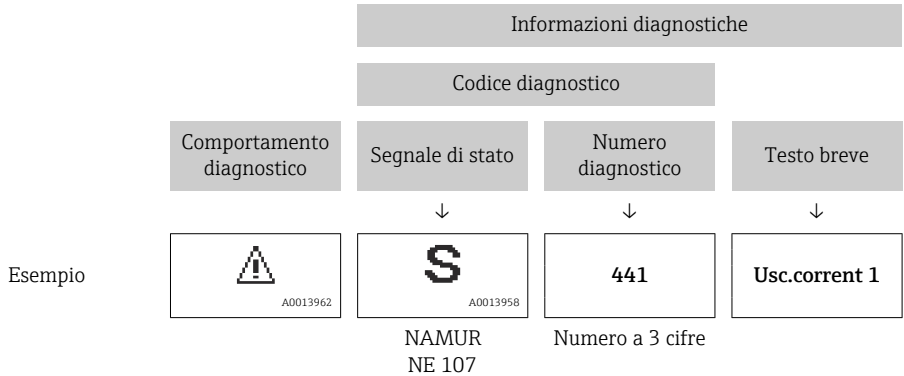 Informazioni diagnostiche
Codice diagnostico
Comportamento
diagnostico
Segnale di stato
Numero
diagnostico
Testo breve
↓ ↓ ↓
Esempio
A0013962
S
A0013958
441
Usc.corrent 1
NAMUR
NE 107
Numero a 3 cifre